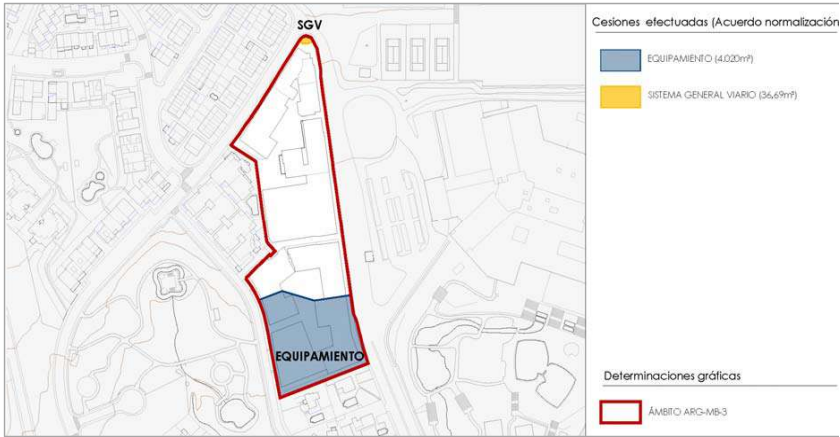 SGV
EQUIPAMIENTO
Cesiones efectuadas (Acuerdo normalización
EQUIPAMIENTO (4.020m²)
SISTEMA GENERAL VIARIO (36,69m²)
Determinaciones gráficas
ÁMBITO ARG-MB-3